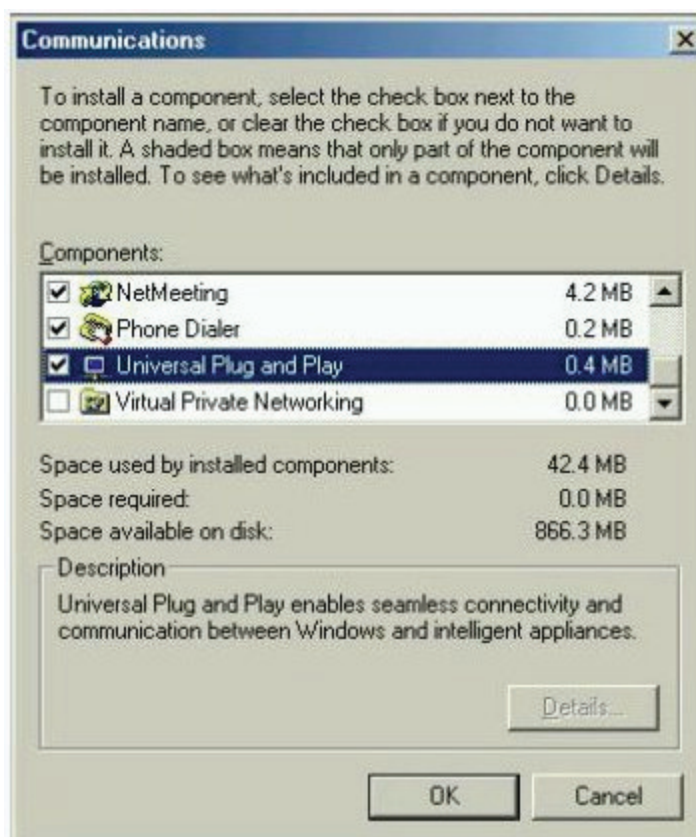 Communications
To install a component, select the check box next to the
component name, or clear the check box if you do not want to
install it. A shaded box means that only part of the component will
be installed. To see what's included in a component, click Details.
Components:
NetMeeting 4.2 MB
Phone Dialer 0.2 MB
Universal Plug and Play 0.4 MB
Virtual Private Networking 0.0 MB
Space used by installed components: 42.4 MB
Space required: 0.0 MB
Space available on disk: 866.3 MB
Description
Universal Plug and Play enables seamless connectivity and
communication between Windows and intelligent appliances.
Details...
OK Cancel